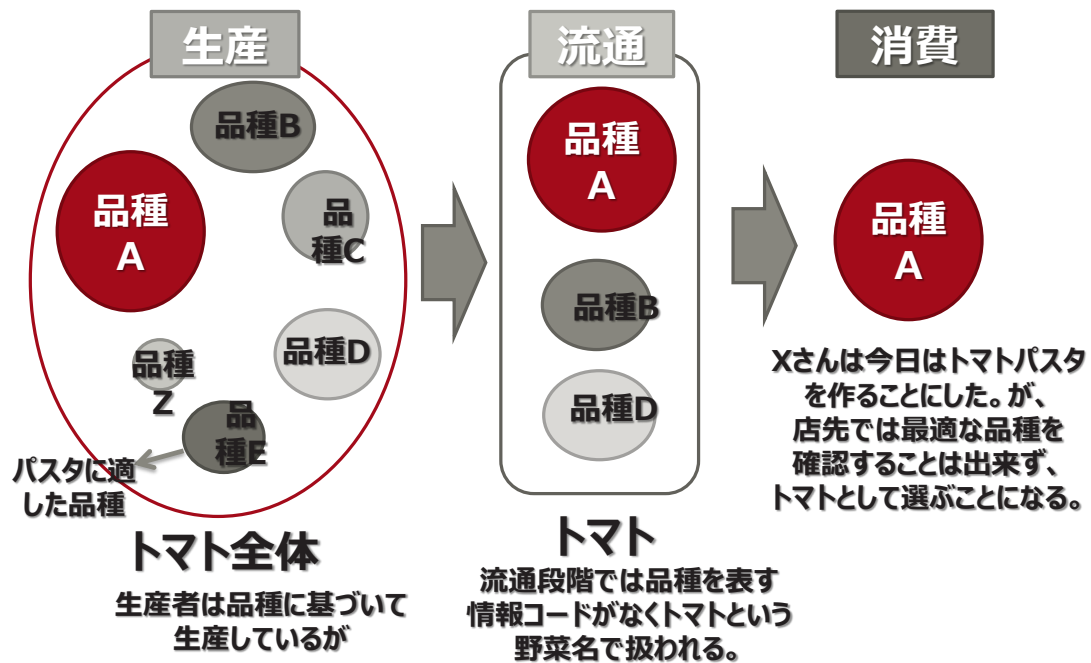 生産
品種B
品種
A
品
種C
品種D
品種
Z
品
種E
パスタに適
した品種
トマト全体
生産者は品種に基づいて
生産しているが
流通
品種
A
品種B
品種D
トマト
流通段階では品種を表す
情報コードがなくトマトという
野菜名で扱われる。
消費
品種
A
Xさんは今日はトマトパスタ
を作ることにした。が、
店先では最適な品種を
確認することは出来ず、
トマトとして選ぶことになる。